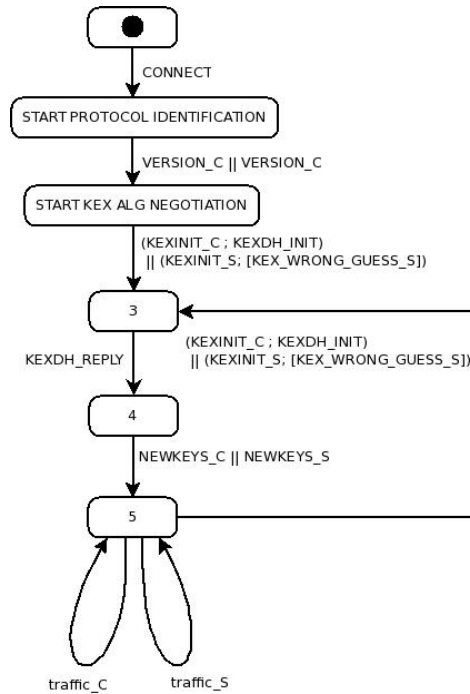 CONNECT
START PROTOCOL IDENTIFICATION
VERSION_C || VERSION_C
START KEX ALG NEGOTIATION
(KEXINIT_C ; KEXDH_INIT)
|| (KEXINIT_S; [KEX_WRONG_GUESS_S])
3
(KEXINIT_C ; KEXDH_INIT)
|| (KEXINIT_S; [KEX_WRONG_GUESS_S])
KEXDH_REPLY
4
NEWKEYS_C || NEWKEYS_S
5
traffic_C
traffic_S